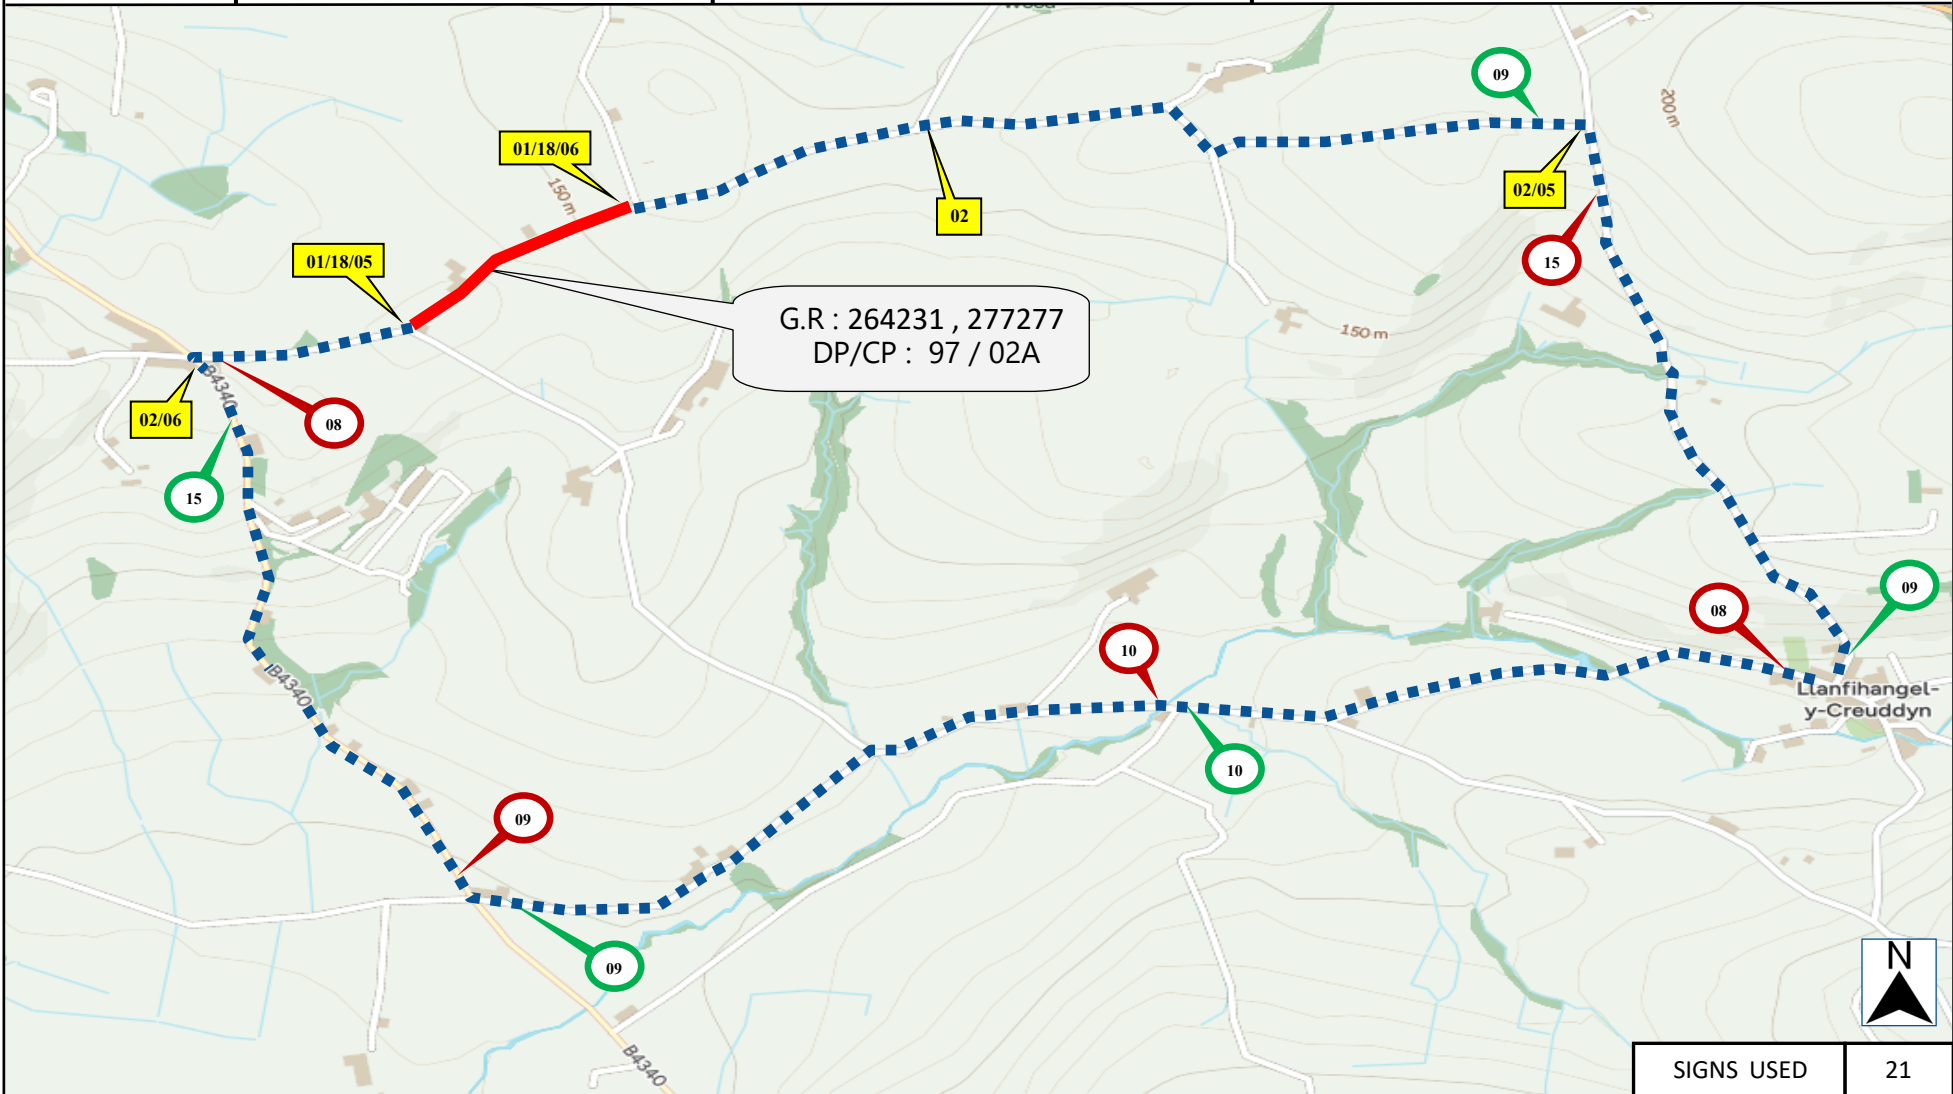 09
200 m
01/18/06
150 m
02
02/05
15
01/18/05
G.R : 264231 , 277277
DP/CP : 97 / 02A
150 m
B4340
02/06
08
15
09
08
10
Llanfihangel-
y-Creuddyn
B4340
10
09
09
N
B4340
SIGNS USED 21